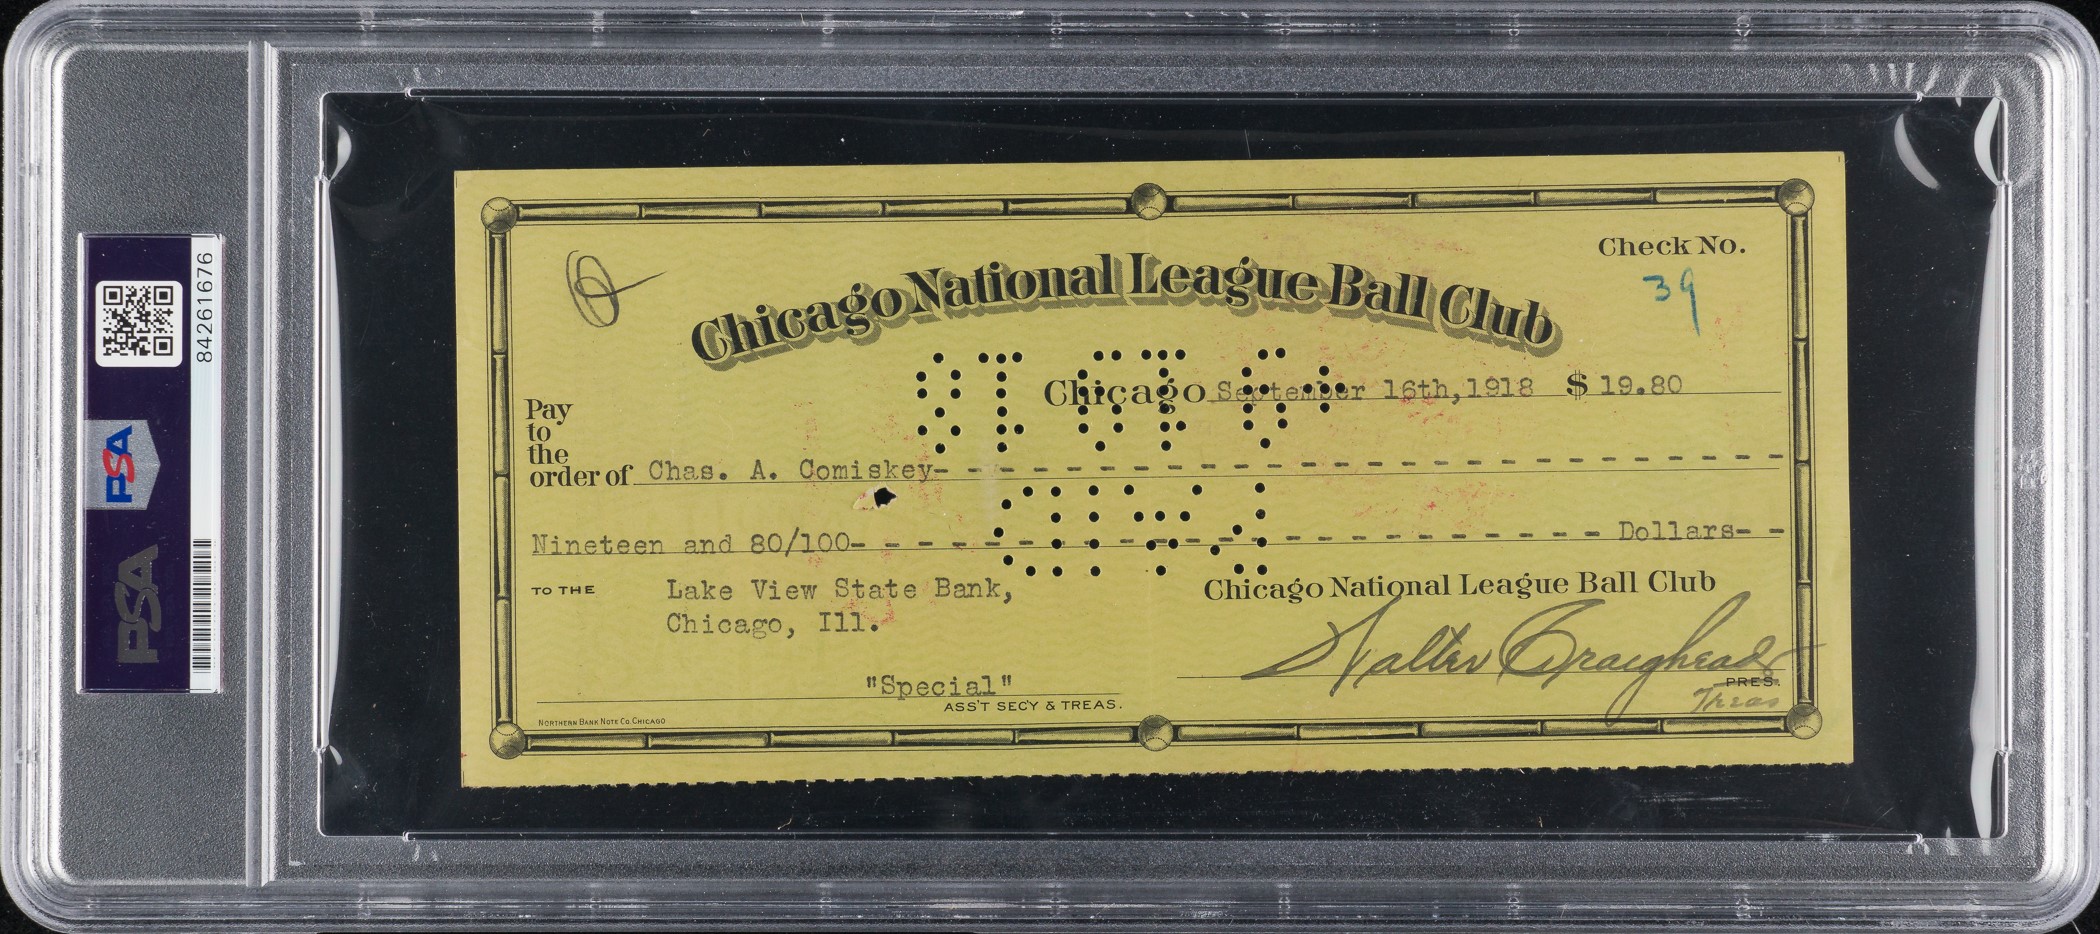 Check No.
39
Chicago National League Ball Club
Chicago September 16th, 1918 $ 19.80
Pay
to
the
order of Chas. A. Comiskey- - - - - - - - - - - - - - - - - - - - - - - - - - - -
Nineteen and 80/100- - - - - - - - - - - - - - - - - - - - - - - - - Dollars- -
TO THE Lake View State Bank,
Chicago, Ill.
Chicago National League Ball Club
Walter Craighead
PRES.
Treas
"Special"
ASS'T SEC'Y & TREAS.
NORTHERN BANK NOTE CO. CHICAGO
84261676
PSA
PSA